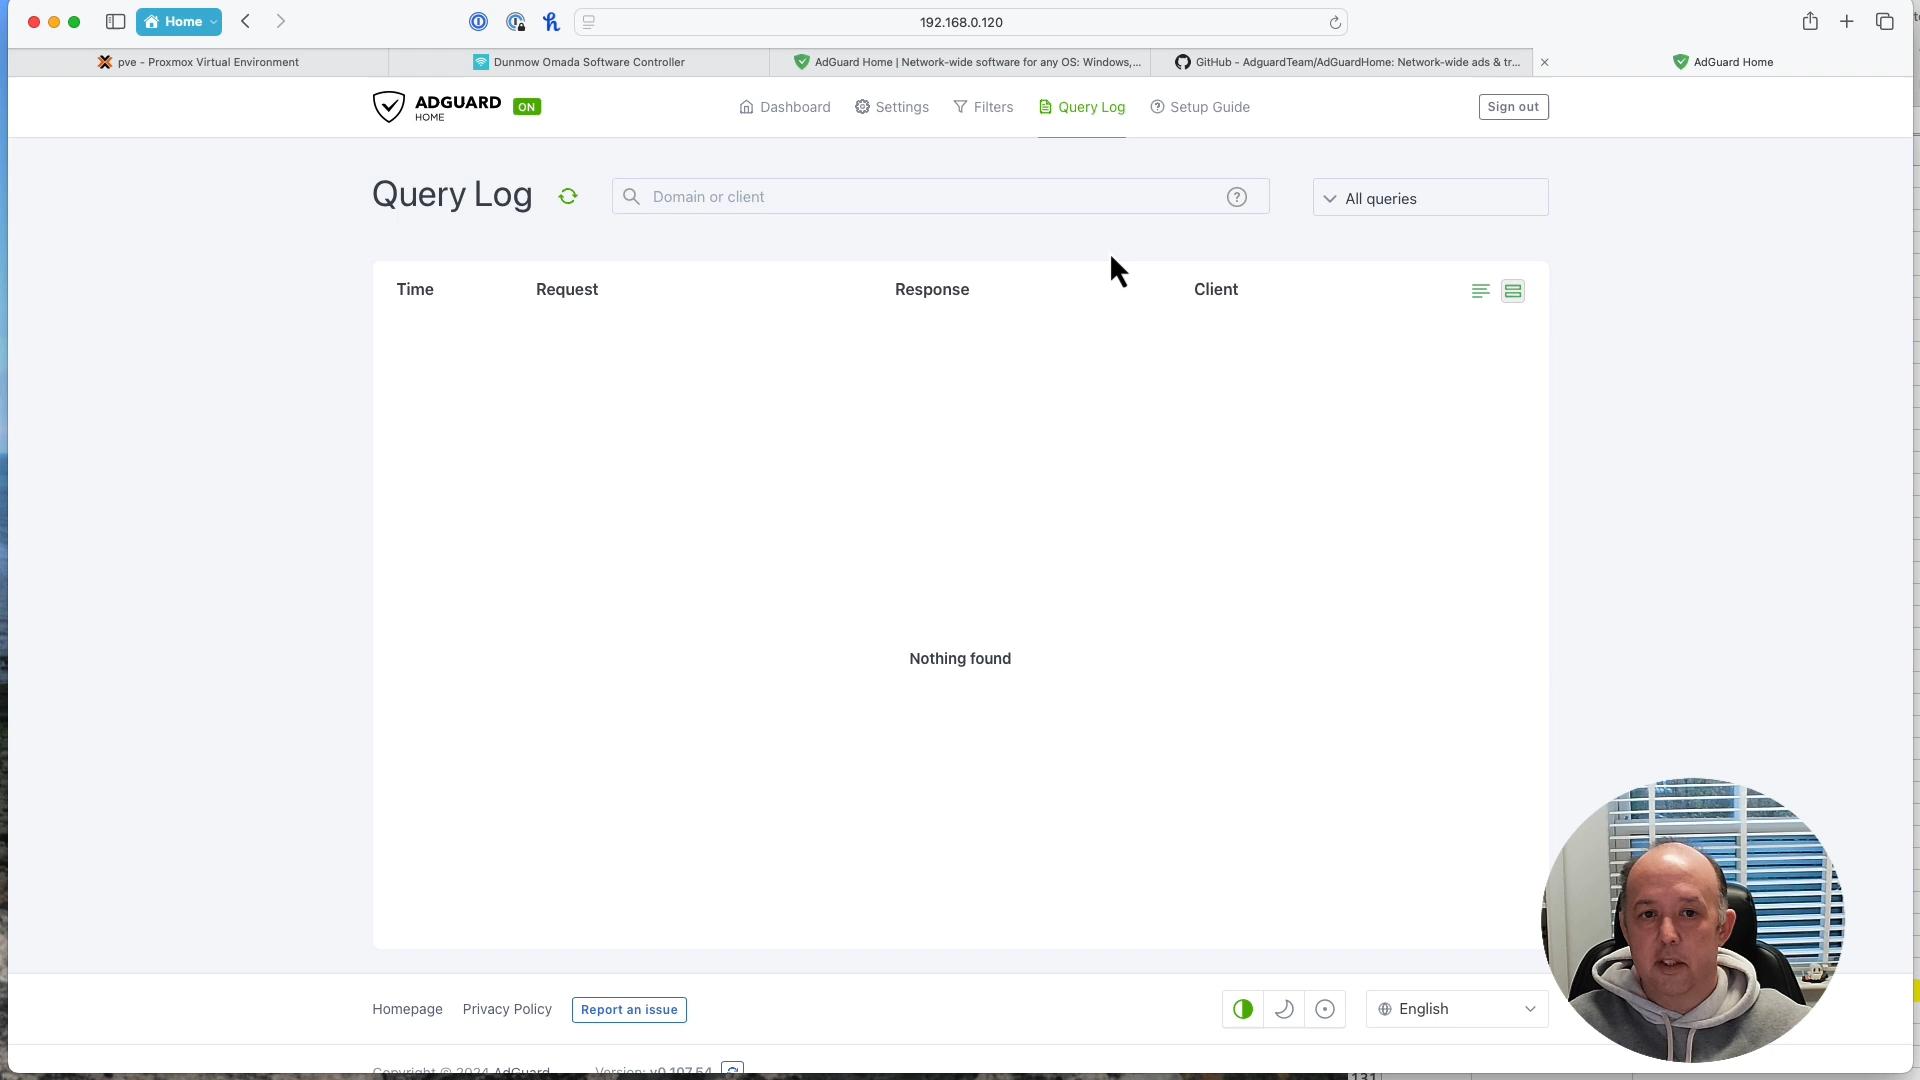 Home
192.168.0.120
pve - Proxmox Virtual Environment
Dunmow Omada Software Controller
AdGuard Home | Network-wide software for any OS: Windows,...
GitHub - AdguardTeam/AdGuardHome: Network-wide ads & tr...
AdGuard Home
ADGUARD
HOME
ON
Dashboard
Settings
Filters
Query Log
Setup Guide
Sign out
Query Log
Domain or client
All queries
Time
Request
Response
Client
Nothing found
Homepage
Privacy Policy
Report an issue
English
Copyright © 2024 AdGuard
Version: v0.107.54
131